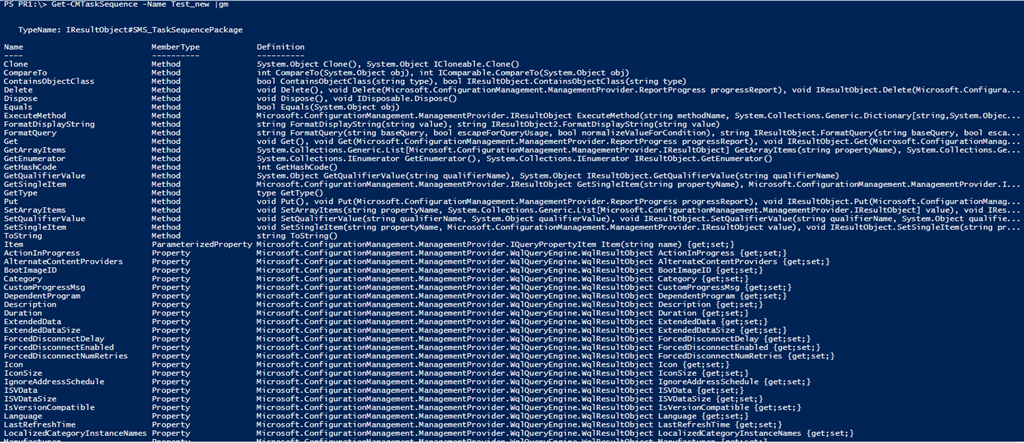 PS PR1:\> Get-CMTaskSequence -Name Test_new |gm
TypeName: IResultObject#SMS_TaskSequencePackage
Name MemberType Definition
---- ---------- ----------
Clone Method System.Object Clone(), System.Object ICloneable.Clone()
CompareTo Method int CompareTo(System.Object obj), int IComparable.CompareTo(System.Object obj)
ContainsObjectClass Method bool ContainsObjectClass(string type), bool IResultObject.ContainsObjectClass(string type)
Delete Method void Delete(), void Delete(Microsoft.ConfigurationManagement.ManagementProvider.ReportProgress progressReport), void IResultObject.Delete(Microsoft.Configura...
Dispose Method void Dispose(), void IDisposable.Dispose()
Equals Method bool Equals(System.Object obj)
ExecuteMethod Method Microsoft.ConfigurationManagement.ManagementProvider.IResultObject ExecuteMethod(string methodName, System.Collections.Generic.Dictionary[string,System.Objec...
FormatDisplayString Method string FormatDisplayString(string value), string IResultObject2.FormatDisplayString(string value)
FormatQuery Method string FormatQuery(string baseQuery, bool escapeForQueryUsage, bool normalizeValueForCondition), string IResultObject.FormatQuery(string baseQuery, bool esca...
Get Method void Get(), void Get(Microsoft.ConfigurationManagement.ManagementProvider.ReportProgress progressReport), void IResultObject.Get(Microsoft.ConfigurationManag...
GetArrayItems Method System.Collections.Generic.List[Microsoft.ConfigurationManagement.ManagementProvider.IResultObject] GetArrayItems(string propertyName), System.Collections.Ge...
GetEnumerator Method System.Collections.IEnumerator GetEnumerator(), System.Collections.IEnumerator IResultObject.GetEnumerator()
GetHashCode Method int GetHashCode()
GetQualifierValue Method System.Object GetQualifierValue(string qualifierName), System.Object IResultObject.GetQualifierValue(string qualifierName)
GetSingleItem Method Microsoft.ConfigurationManagement.ManagementProvider.IResultObject GetSingleItem(string propertyName), Microsoft.ConfigurationManagement.ManagementProvider.I...
GetType Method type GetType()
Put Method void Put(), void Put(Microsoft.ConfigurationManagement.ManagementProvider.ReportProgress progressReport), void IResultObject.Put(Microsoft.ConfigurationManag...
SetArrayItems Method void SetArrayItems(string propertyName, System.Collections.Generic.List[Microsoft.ConfigurationManagement.ManagementProvider.IResultObject] value), void IRes...
SetQualifierValue Method void SetQualifierValue(string qualifierName, System.Object qualifierValue), void IResultObject.SetQualifierValue(string qualifierName, System.Object qualifie...
SetSingleItem Method void SetSingleItem(string propertyName, Microsoft.ConfigurationManagement.ManagementProvider.IResultObject value), void IResultObject.SetSingleItem(string pr...
ToString Method string ToString()
Item ParameterizedProperty Microsoft.ConfigurationManagement.ManagementProvider.IQueryPropertyItem Item(string name) {get;set;}
ActionInProgress Property Microsoft.ConfigurationManagement.ManagementProvider.WqlQueryEngine.WqlResultObject ActionInProgress {get;set;}
AlternateContentProviders Property Microsoft.ConfigurationManagement.ManagementProvider.WqlQueryEngine.WqlResultObject AlternateContentProviders {get;set;}
BootImageID Property Microsoft.ConfigurationManagement.ManagementProvider.WqlQueryEngine.WqlResultObject BootImageID {get;set;}
Category Property Microsoft.ConfigurationManagement.ManagementProvider.WqlQueryEngine.WqlResultObject Category {get;set;}
CustomProgressMsg Property Microsoft.ConfigurationManagement.ManagementProvider.WqlQueryEngine.WqlResultObject CustomProgressMsg {get;set;}
DependentProgram Property Microsoft.ConfigurationManagement.ManagementProvider.WqlQueryEngine.WqlResultObject DependentProgram {get;set;}
Description Property Microsoft.ConfigurationManagement.ManagementProvider.WqlQueryEngine.WqlResultObject Description {get;set;}
Duration Property Microsoft.ConfigurationManagement.ManagementProvider.WqlQueryEngine.WqlResultObject Duration {get;set;}
ExtendedData Property Microsoft.ConfigurationManagement.ManagementProvider.WqlQueryEngine.WqlResultObject ExtendedData {get;set;}
ExtendedDataSize Property Microsoft.ConfigurationManagement.ManagementProvider.WqlQueryEngine.WqlResultObject ExtendedDataSize {get;set;}
ForcedDisconnectDelay Property Microsoft.ConfigurationManagement.ManagementProvider.WqlQueryEngine.WqlResultObject ForcedDisconnectDelay {get;set;}
ForcedDisconnectEnabled Property Microsoft.ConfigurationManagement.ManagementProvider.WqlQueryEngine.WqlResultObject ForcedDisconnectEnabled {get;set;}
ForcedDisconnectNumRetries Property Microsoft.ConfigurationManagement.ManagementProvider.WqlQueryEngine.WqlResultObject ForcedDisconnectNumRetries {get;set;}
Icon Property Microsoft.ConfigurationManagement.ManagementProvider.WqlQueryEngine.WqlResultObject Icon {get;set;}
IconSize Property Microsoft.ConfigurationManagement.ManagementProvider.WqlQueryEngine.WqlResultObject IconSize {get;set;}
IgnoreAddressSchedule Property Microsoft.ConfigurationManagement.ManagementProvider.WqlQueryEngine.WqlResultObject IgnoreAddressSchedule {get;set;}
ISVData Property Microsoft.ConfigurationManagement.ManagementProvider.WqlQueryEngine.WqlResultObject ISVData {get;set;}
ISVDataSize Property Microsoft.ConfigurationManagement.ManagementProvider.WqlQueryEngine.WqlResultObject ISVDataSize {get;set;}
IsVersionCompatible Property Microsoft.ConfigurationManagement.ManagementProvider.WqlQueryEngine.WqlResultObject IsVersionCompatible {get;set;}
Language Property Microsoft.ConfigurationManagement.ManagementProvider.WqlQueryEngine.WqlResultObject Language {get;set;}
LastRefreshTime Property Microsoft.ConfigurationManagement.ManagementProvider.WqlQueryEngine.WqlResultObject LastRefreshTime {get;set;}
LocalizedCategoryInstanceNames Property Microsoft.ConfigurationManagement.ManagementProvider.WqlQueryEngine.WqlResultObject LocalizedCategoryInstanceNames {get;set;}